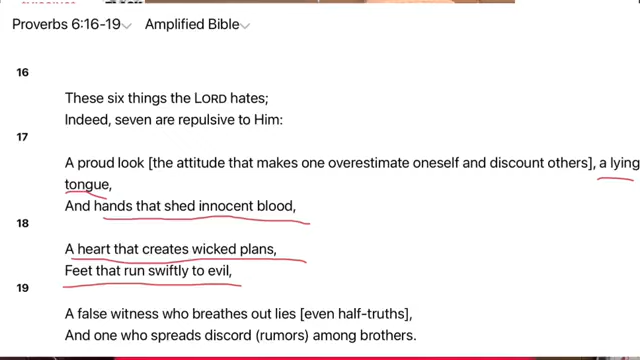 Proverbs 6:16-19 Amplified Bible
16
These six things the LORD hates;
Indeed, seven are repulsive to Him:
17
A proud look [the attitude that makes one overestimate oneself and discount others], a lying
tongue,
And hands that shed innocent blood,
18
A heart that creates wicked plans,
Feet that run swiftly to evil,
19
A false witness who breathes out lies [even half-truths],
And one who spreads discord (rumors) among brothers.